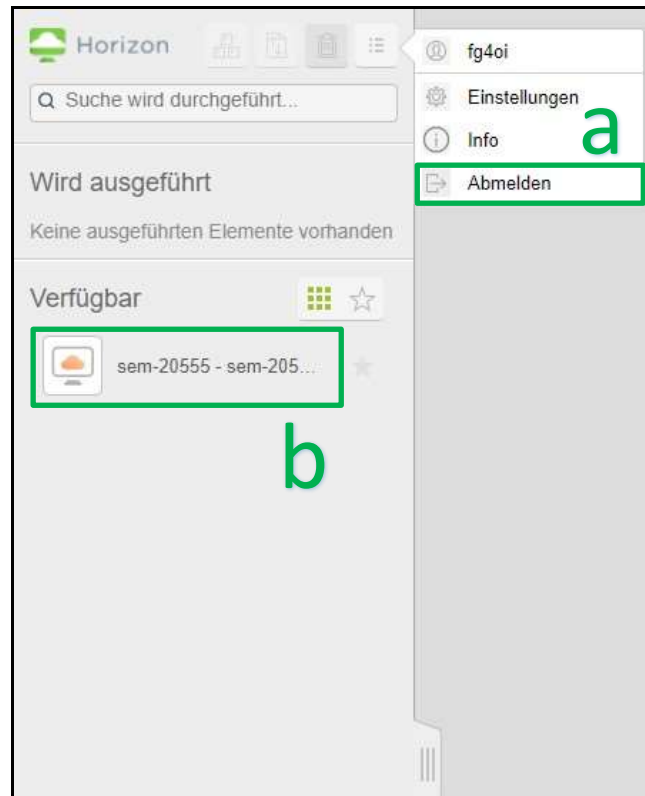 Horizon
Suche wird durchgeführt...
Wird ausgeführt
Keine ausgeführten Elemente vorhanden
Verfügbar
sem-20555 - sem-205...
b
fg4oi
Einstellungen
Info
a
Abmelden